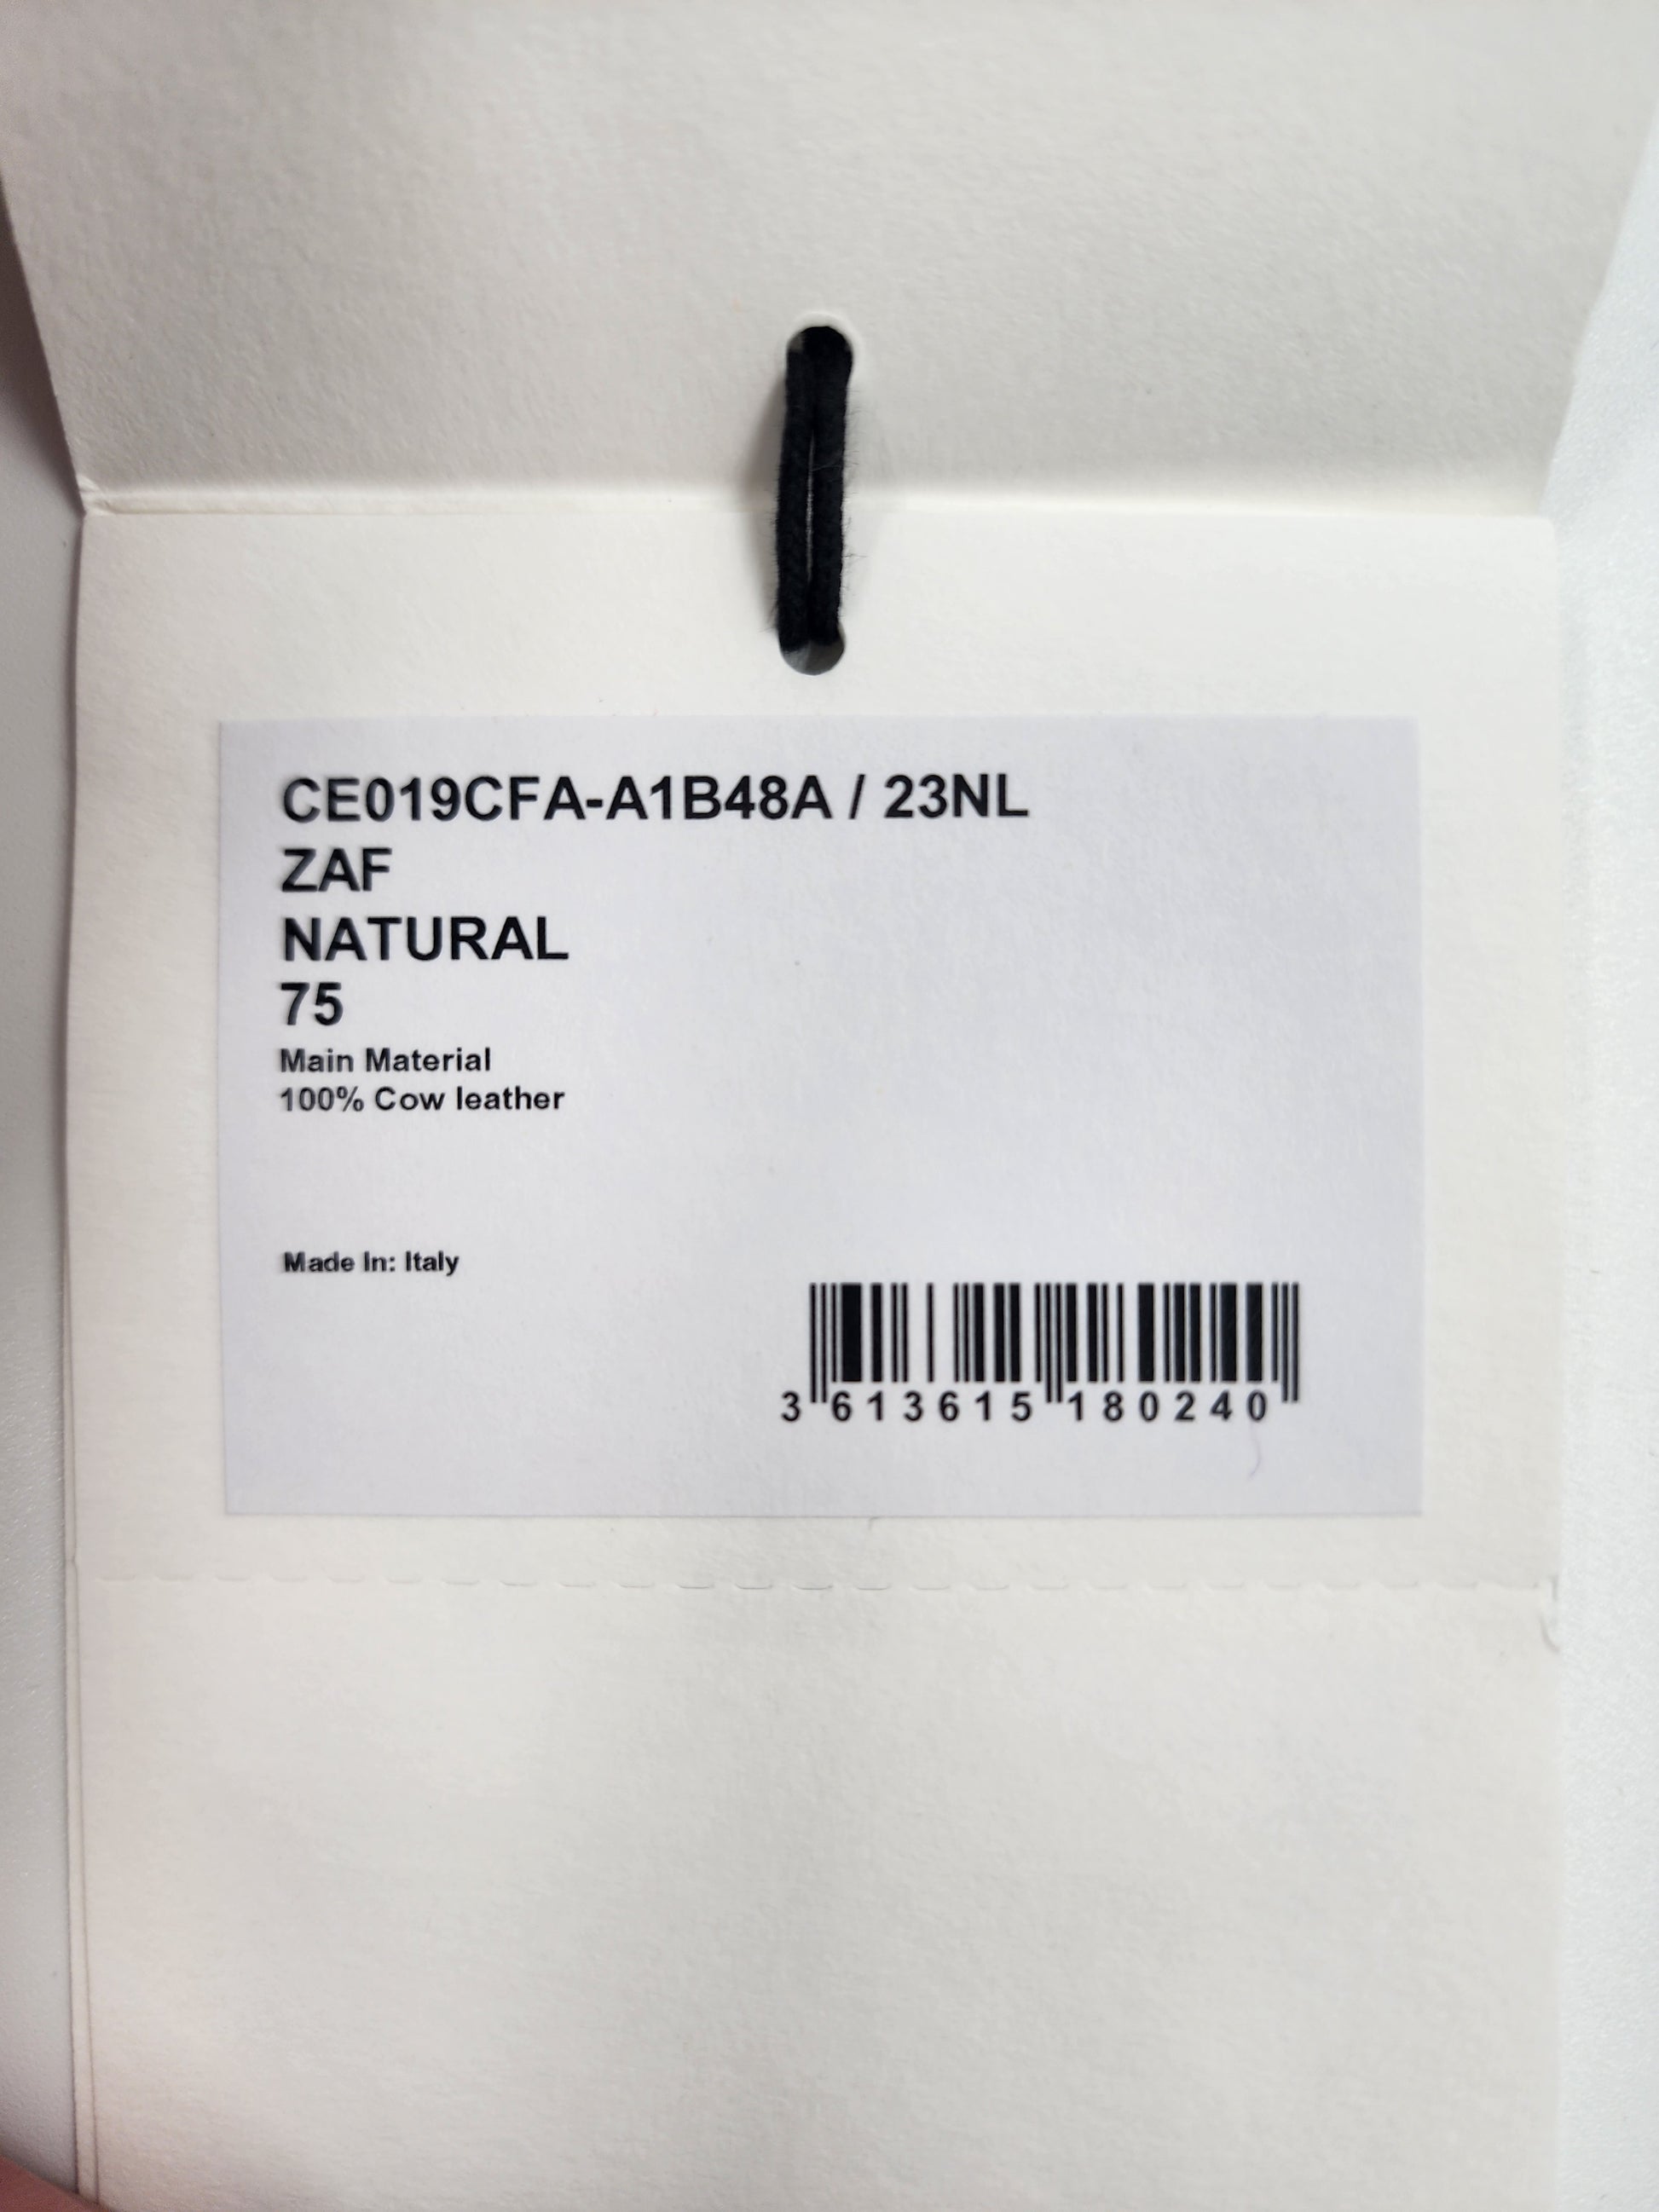 CE019CFA-A1B48A / 23NL
ZAF
NATURAL
75
Main Material
100% Cow leather
Made In: Italy
3 613615 180240